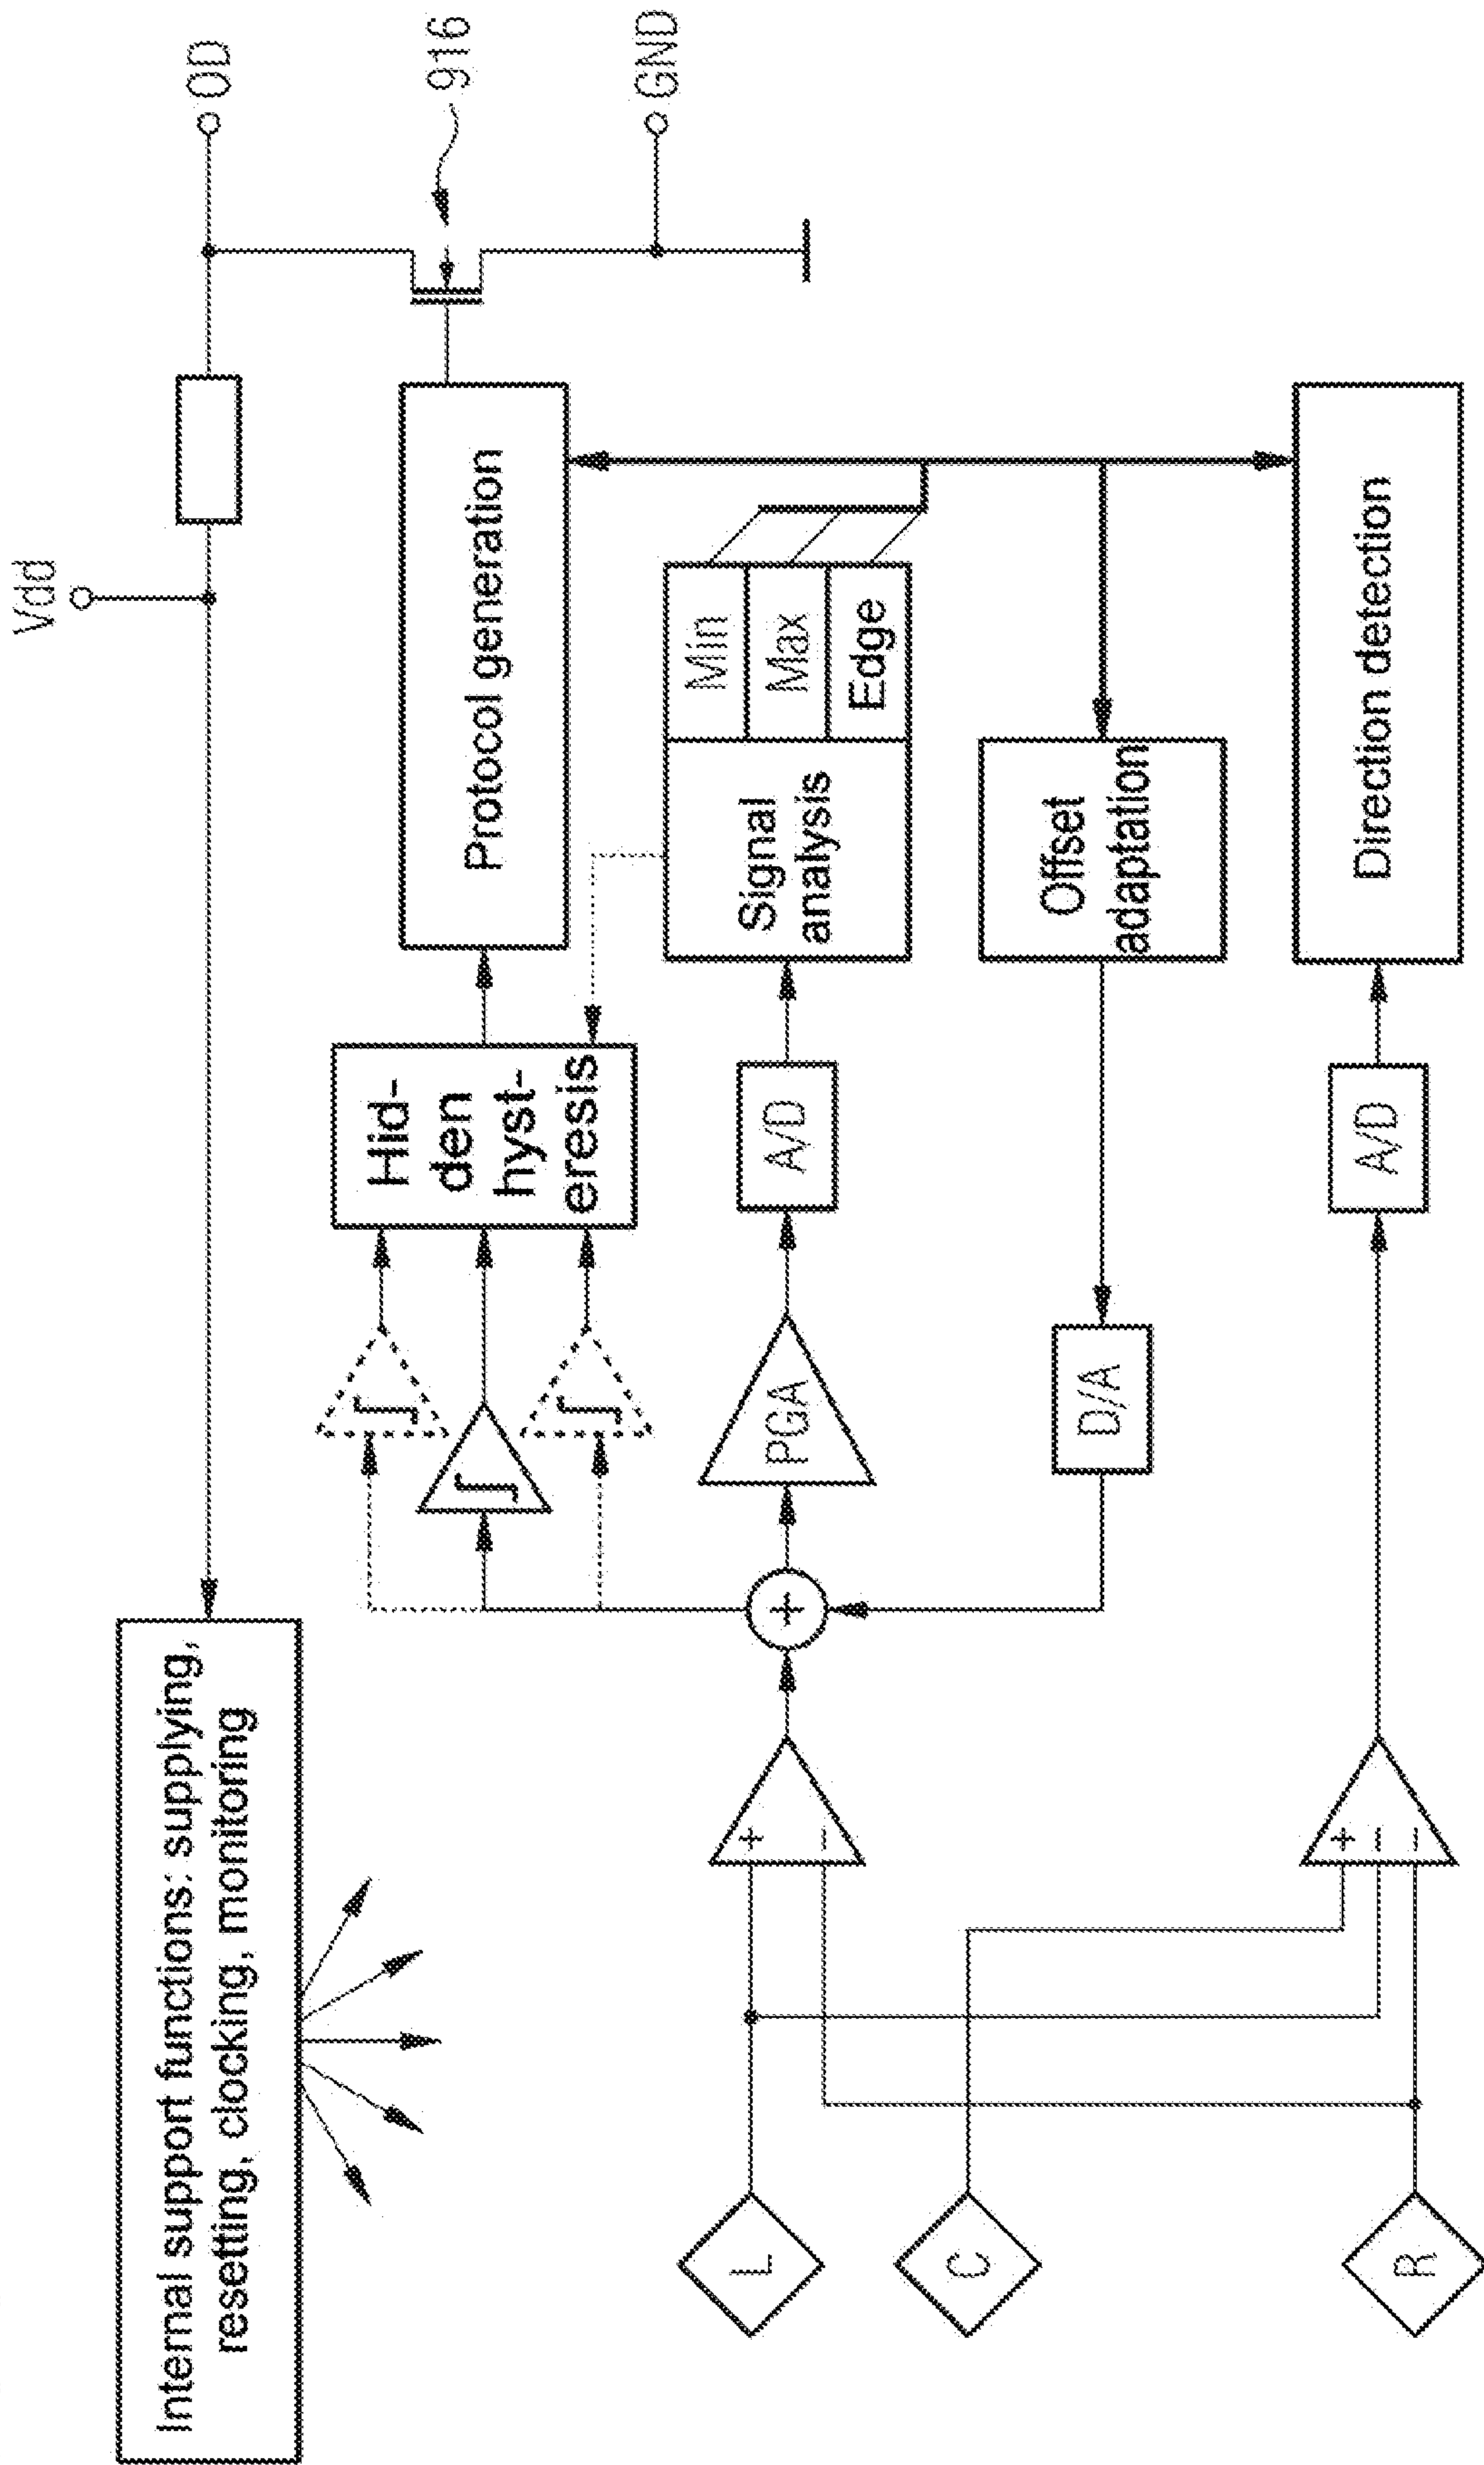 Vdd
OD
916
GND
Internal support functions: supplying,
resetting, clocking, monitoring
Hid-
den
hyst-
eresis
Protocol generation
∫
∫
∫
L
+
−
+
PGA
A/D
Signal
analysis
Min
Max
Edge
C
D/A
Offset
adaptation
R
+
−
−
A/D
Direction detection